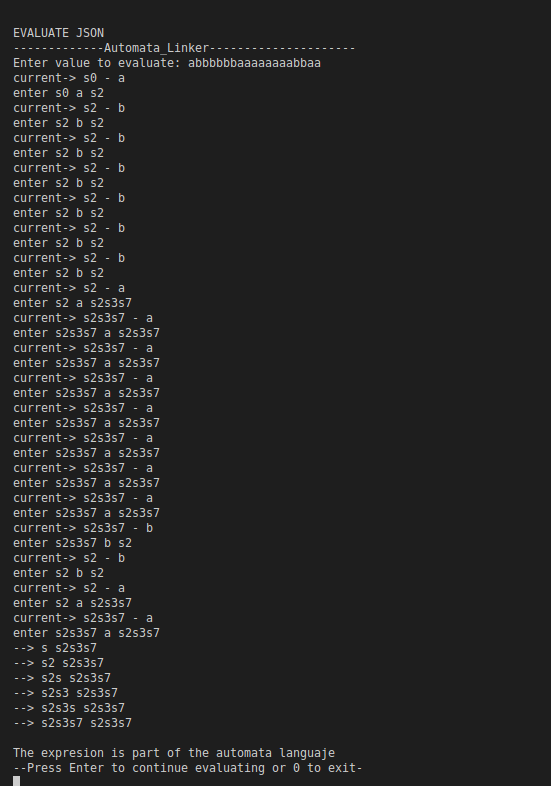 EVALUATE JSON
-------------Automata_Linker---------------------
Enter value to evaluate: abbbbbbaaaaaaaabbaa
current-> s0 - a
enter s0 a s2
current-> s2 - b
enter s2 b s2
current-> s2 - b
enter s2 b s2
current-> s2 - b
enter s2 b s2
current-> s2 - b
enter s2 b s2
current-> s2 - b
enter s2 b s2
current-> s2 - b
enter s2 b s2
current-> s2 - a
enter s2 a s2s3s7
current-> s2s3s7 - a
enter s2s3s7 a s2s3s7
current-> s2s3s7 - a
enter s2s3s7 a s2s3s7
current-> s2s3s7 - a
enter s2s3s7 a s2s3s7
current-> s2s3s7 - a
enter s2s3s7 a s2s3s7
current-> s2s3s7 - a
enter s2s3s7 a s2s3s7
current-> s2s3s7 - a
enter s2s3s7 a s2s3s7
current-> s2s3s7 - a
enter s2s3s7 a s2s3s7
current-> s2s3s7 - b
enter s2s3s7 b s2
current-> s2 - b
enter s2 b s2
current-> s2 - a
enter s2 a s2s3s7
current-> s2s3s7 - a
enter s2s3s7 a s2s3s7
--> s s2s3s7
--> s2 s2s3s7
--> s2s s2s3s7
--> s2s3 s2s3s7
--> s2s3s s2s3s7
--> s2s3s7 s2s3s7
The expresion is part of the automata languaje
--Press Enter to continue evaluating or 0 to exit-